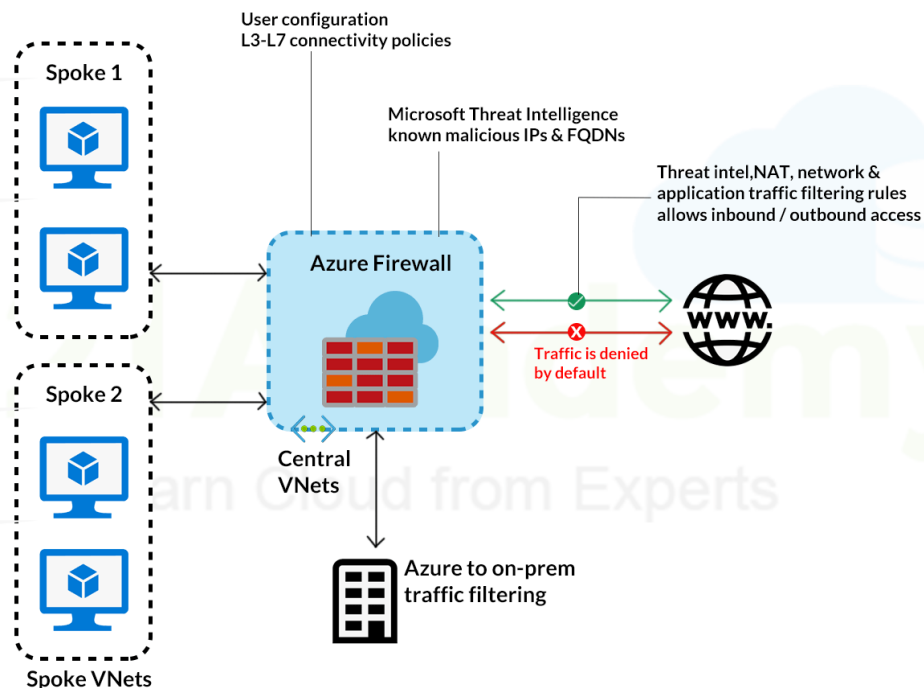 User configuration
L3-L7 connectivity policies
Spoke 1
Microsoft Threat Intelligence
known malicious IPs & FQDNs
Threat intel,NAT, network &
application traffic filtering rules
allows inbound / outbound access
Azure Firewall
www.
Traffic is denied
by default
Spoke 2
Central
VNets
Cloud from Experts
Azure to on-prem
traffic filtering
Spoke VNets